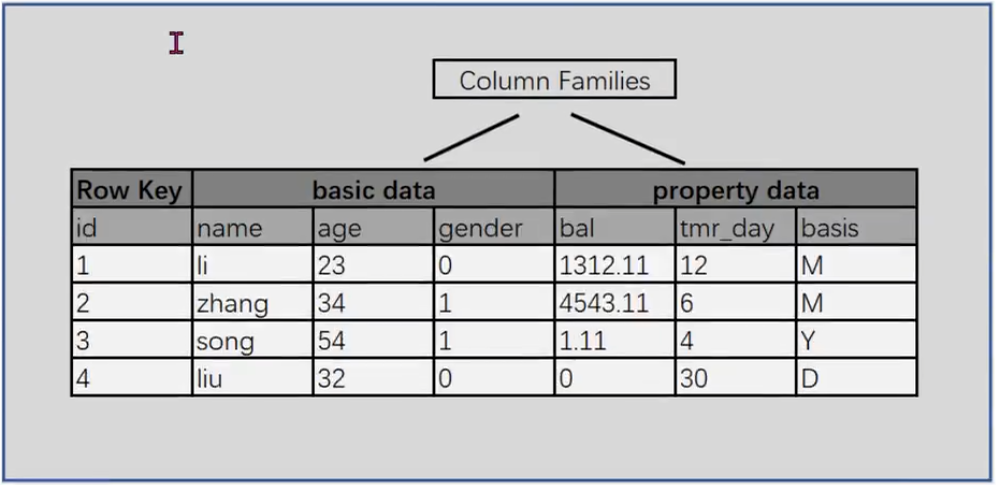 Column Families
Row Key basic data property data
id name age gender bal tmr_day basis
1 li 23 0 1312.11 12 M
2 zhang 34 1 4543.11 6 M
3 song 54 1 1.11 4 Y
4 liu 32 0 0 30 D